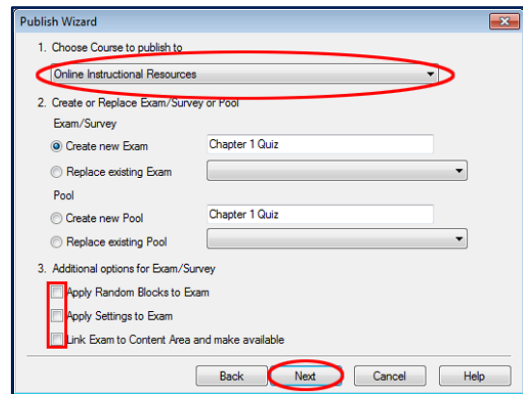 Publish Wizard
1. Choose Course to publish to
Online Instructional Resources
2. Create or Replace Exam/Survey or Pool
Exam/Survey
Create new Exam
Chapter 1 Quiz
Replace existing Exam
Pool
Create new Pool
Chapter 1 Quiz
Replace existing Pool
3. Additional options for Exam/Survey
Apply Random Blocks to Exam
Apply Settings to Exam
Link Exam to Content Area and make available
Back Next Cancel Help